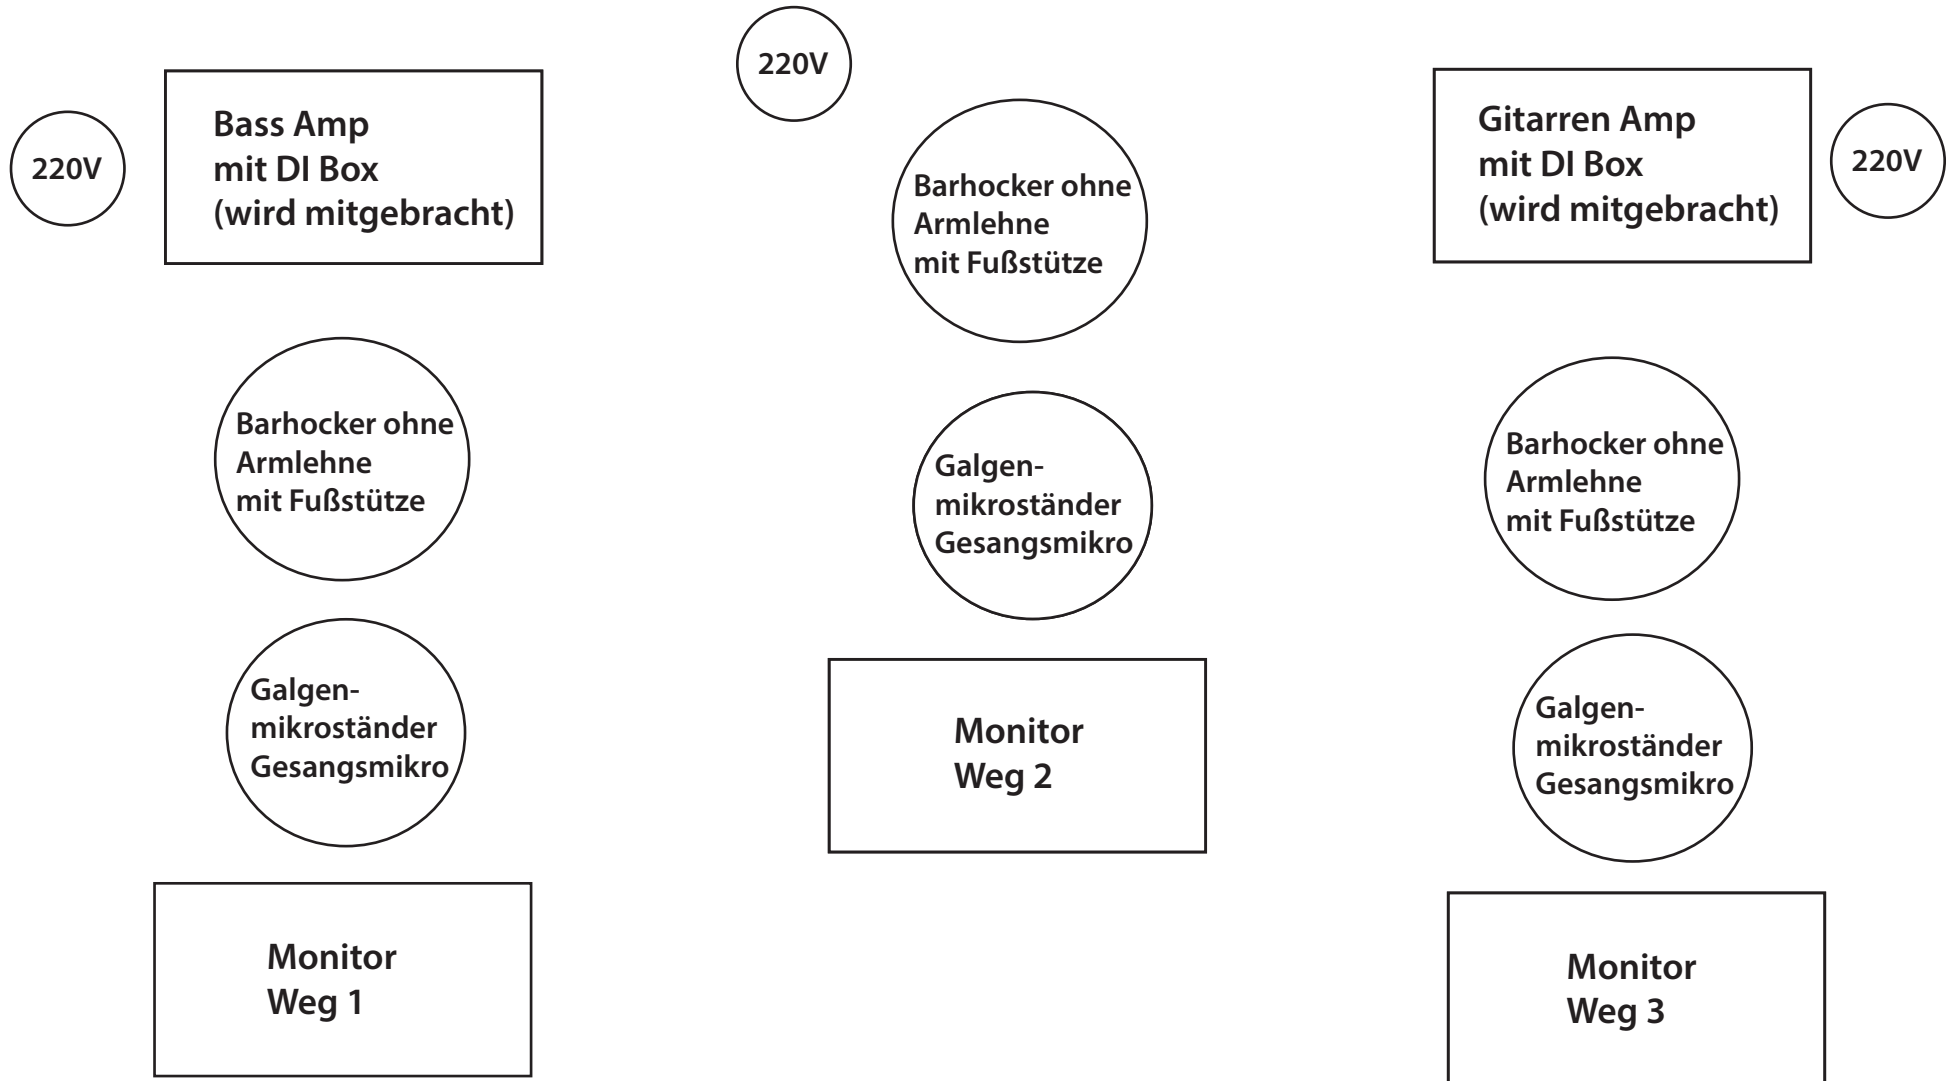 220V
Bass Amp
mit DI Box
(wird mitgebracht)
220V
Barhocker ohne
Armlehne
mit Fußstütze
Gitarren Amp
mit DI Box
(wird mitgebracht)
220V
Barhocker ohne
Armlehne
mit Fußstütze
Galgen-
mikroständer
Gesangsmikro
Barhocker ohne
Armlehne
mit Fußstütze
Galgen-
mikroständer
Gesangsmikro
Monitor
Weg 2
Galgen-
mikroständer
Gesangsmikro
Monitor
Weg 1
Monitor
Weg 3